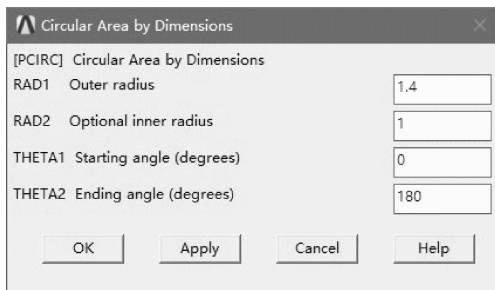 Circular Area by Dimensions
[PCIRC] Circular Area by Dimensions
RAD1 Outer radius 1.4
RAD2 Optional inner radius 1
THETA1 Starting angle (degrees) 0
THETA2 Ending angle (degrees) 180
OK Apply Cancel Help